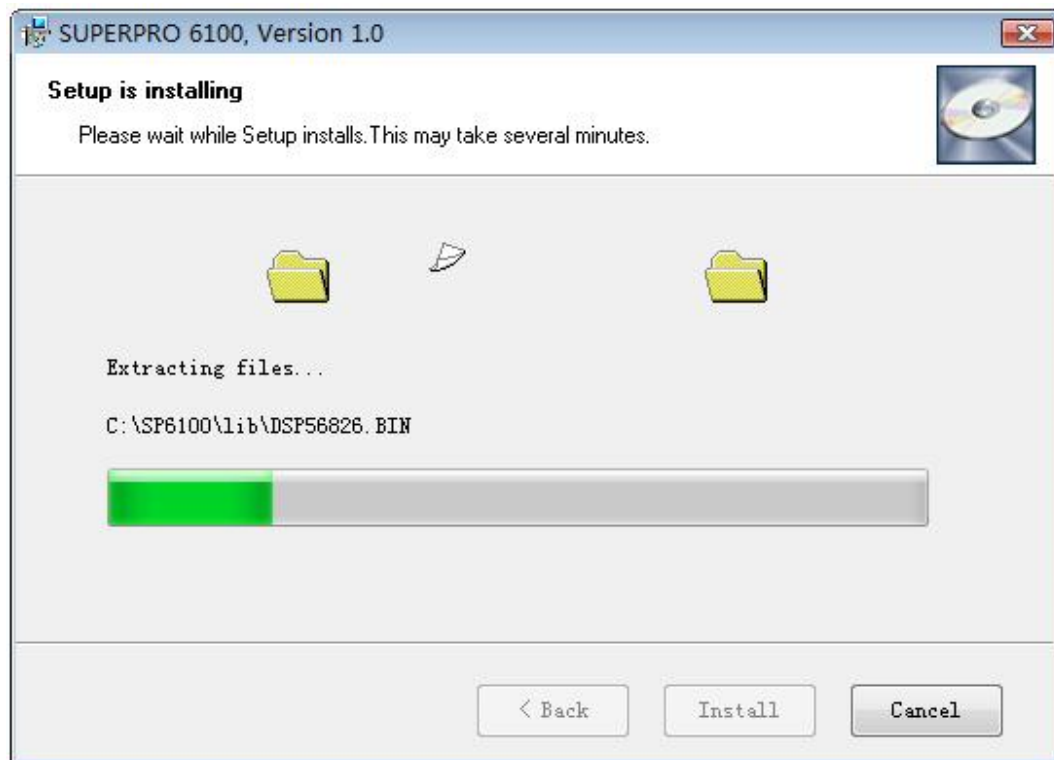 SUPERPRO 6100, Version 1.0
Setup is installing
Please wait while Setup installs.This may take several minutes.
Extracting files...
C:\SP6100\lib\DSP56826.BIN
< Back
Install
Cancel